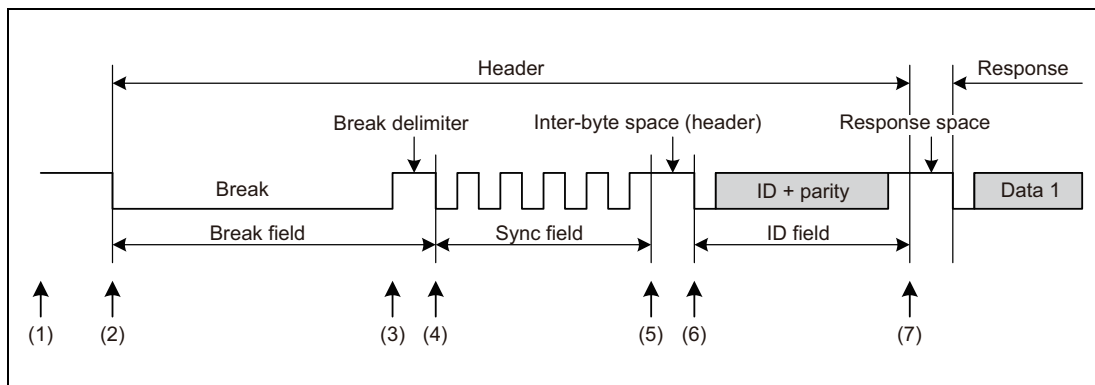 Header
Response
Break delimiter
Inter-byte space (header)
Response space
Break
ID + parity
Data 1
Break field
Sync field
ID field
(1)
(2)
(3)
(4)
(5)
(6)
(7)